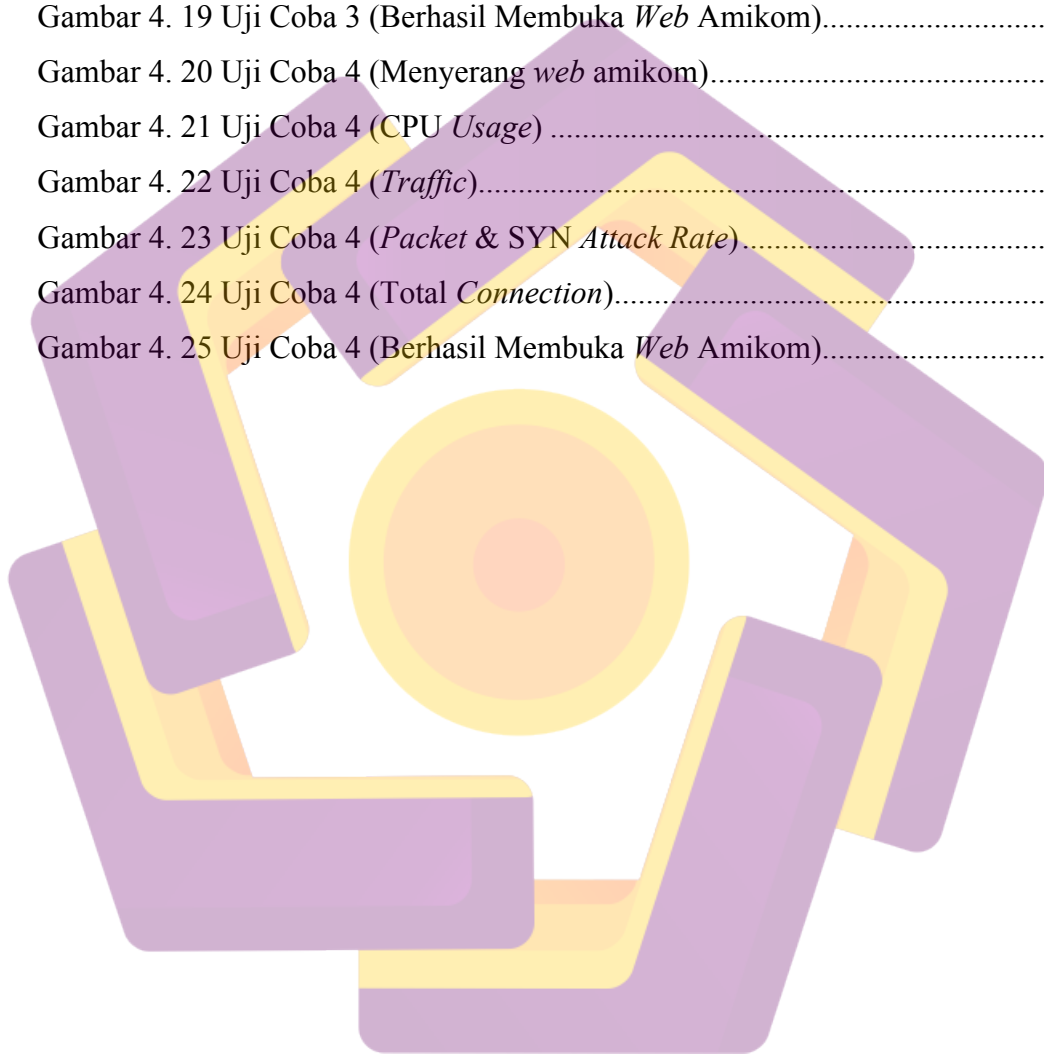 Gambar 4. 19 Uji Coba 3 (Berhasil Membuka Web Amikom)....................................
Gambar 4. 20 Uji Coba 4 (Menyerang web amikom)......................................................
Gambar 4. 21 Uji Coba 4 (CPU Usage) ................................................................................
Gambar 4. 22 Uji Coba 4 (Traffic)............................................................................................
Gambar 4. 23 Uji Coba 4 (Packet & SYN Attack Rate)................................................
Gambar 4. 24 Uji Coba 4 (Total Connection)......................................................................
Gambar 4. 25 Uji Coba 4 (Berhasil Membuka Web Amikom)....................................